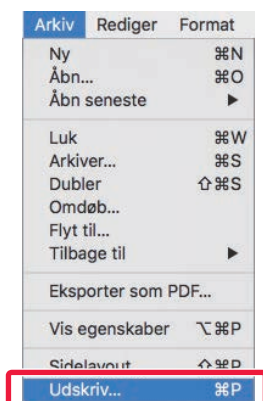 Arkiv Rediger Format
Ny ⌘N
Åbn... ⌘O
Åbn seneste ▶
Luk ⌘W
Arkiver... ⌘S
Dubler ⇧⌘S
Omdøb...
Flyt til...
Tilbage til ▶
Eksporter som PDF...
Vis egenskaber ⌥⌘P
Sidelayout ⇧⌘P
Udskriv... ⌘P